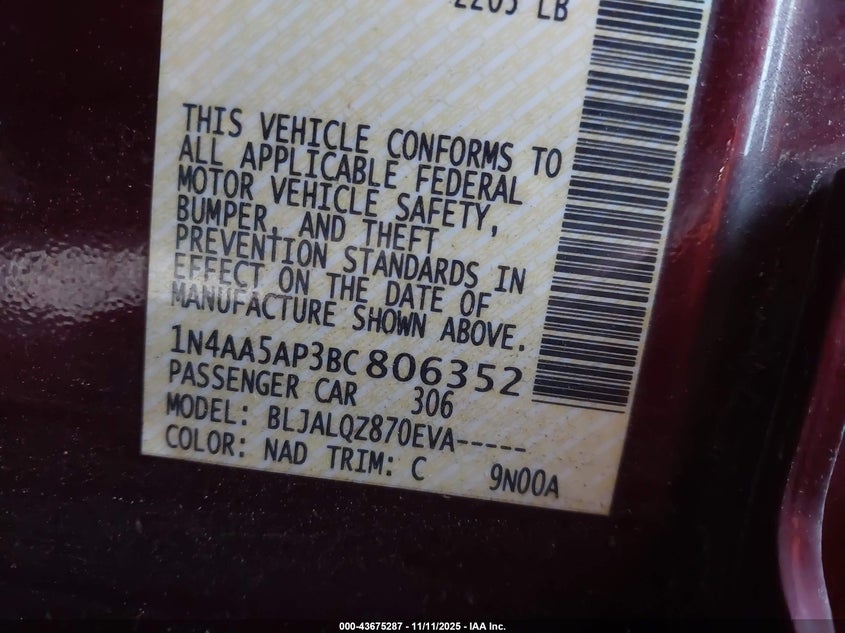 2205 LB
THIS VEHICLE CONFORMS TO
ALL APPLICABLE FEDERAL
MOTOR VEHICLE SAFETY,
BUMPER, AND THEFT
PREVENTION STANDARDS IN
EFFECT ON THE DATE OF
MANUFACTURE SHOWN ABOVE.
1N4AA5AP3BC806352
PASSENGER CAR 306
MODEL: BLJALQZ870EVA-----
COLOR: NAD TRIM: C 9N00A
000-43675287 - 11/11/2025 - IAA Inc.